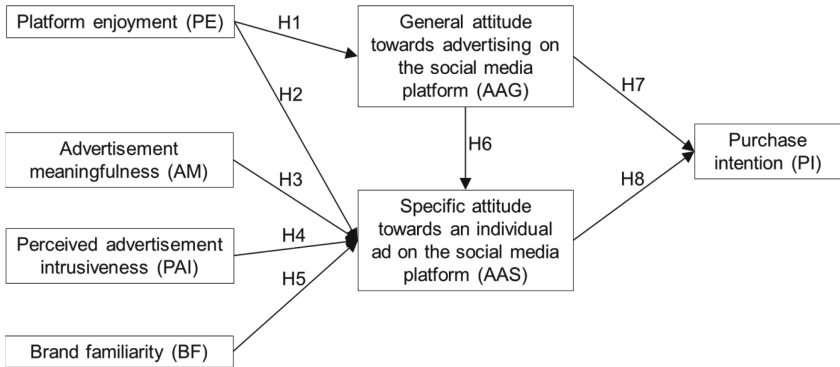 Platform enjoyment (PE)
H1
General attitude
towards advertising on
the social media
platform (AAG)
H2
H7
Advertisement
meaningfulness (AM)
H6
Purchase
intention (PI)
H3
H8
Specific attitude
towards an individual
ad on the social media
platform (AAS)
Perceived advertisement
intrusiveness (PAI)
H4
H5
Brand familiarity (BF)